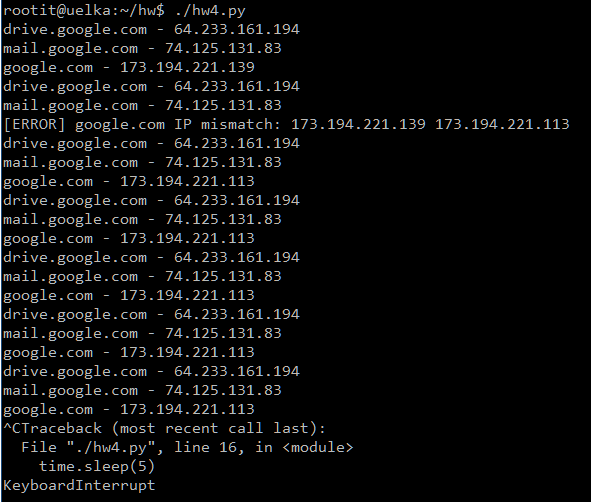 rootit@uelka:~/hw$ ./hw4.py
drive.google.com - 64.233.161.194
mail.google.com - 74.125.131.83
google.com - 173.194.221.139
drive.google.com - 64.233.161.194
mail.google.com - 74.125.131.83
[ERROR] google.com IP mismatch: 173.194.221.139 173.194.221.113
drive.google.com - 64.233.161.194
mail.google.com - 74.125.131.83
google.com - 173.194.221.113
drive.google.com - 64.233.161.194
mail.google.com - 74.125.131.83
google.com - 173.194.221.113
drive.google.com - 64.233.161.194
mail.google.com - 74.125.131.83
google.com - 173.194.221.113
drive.google.com - 64.233.161.194
mail.google.com - 74.125.131.83
google.com - 173.194.221.113
drive.google.com - 64.233.161.194
mail.google.com - 74.125.131.83
google.com - 173.194.221.113
^CTraceback (most recent call last):
  File "./hw4.py", line 16, in <module>
    time.sleep(5)
KeyboardInterrupt